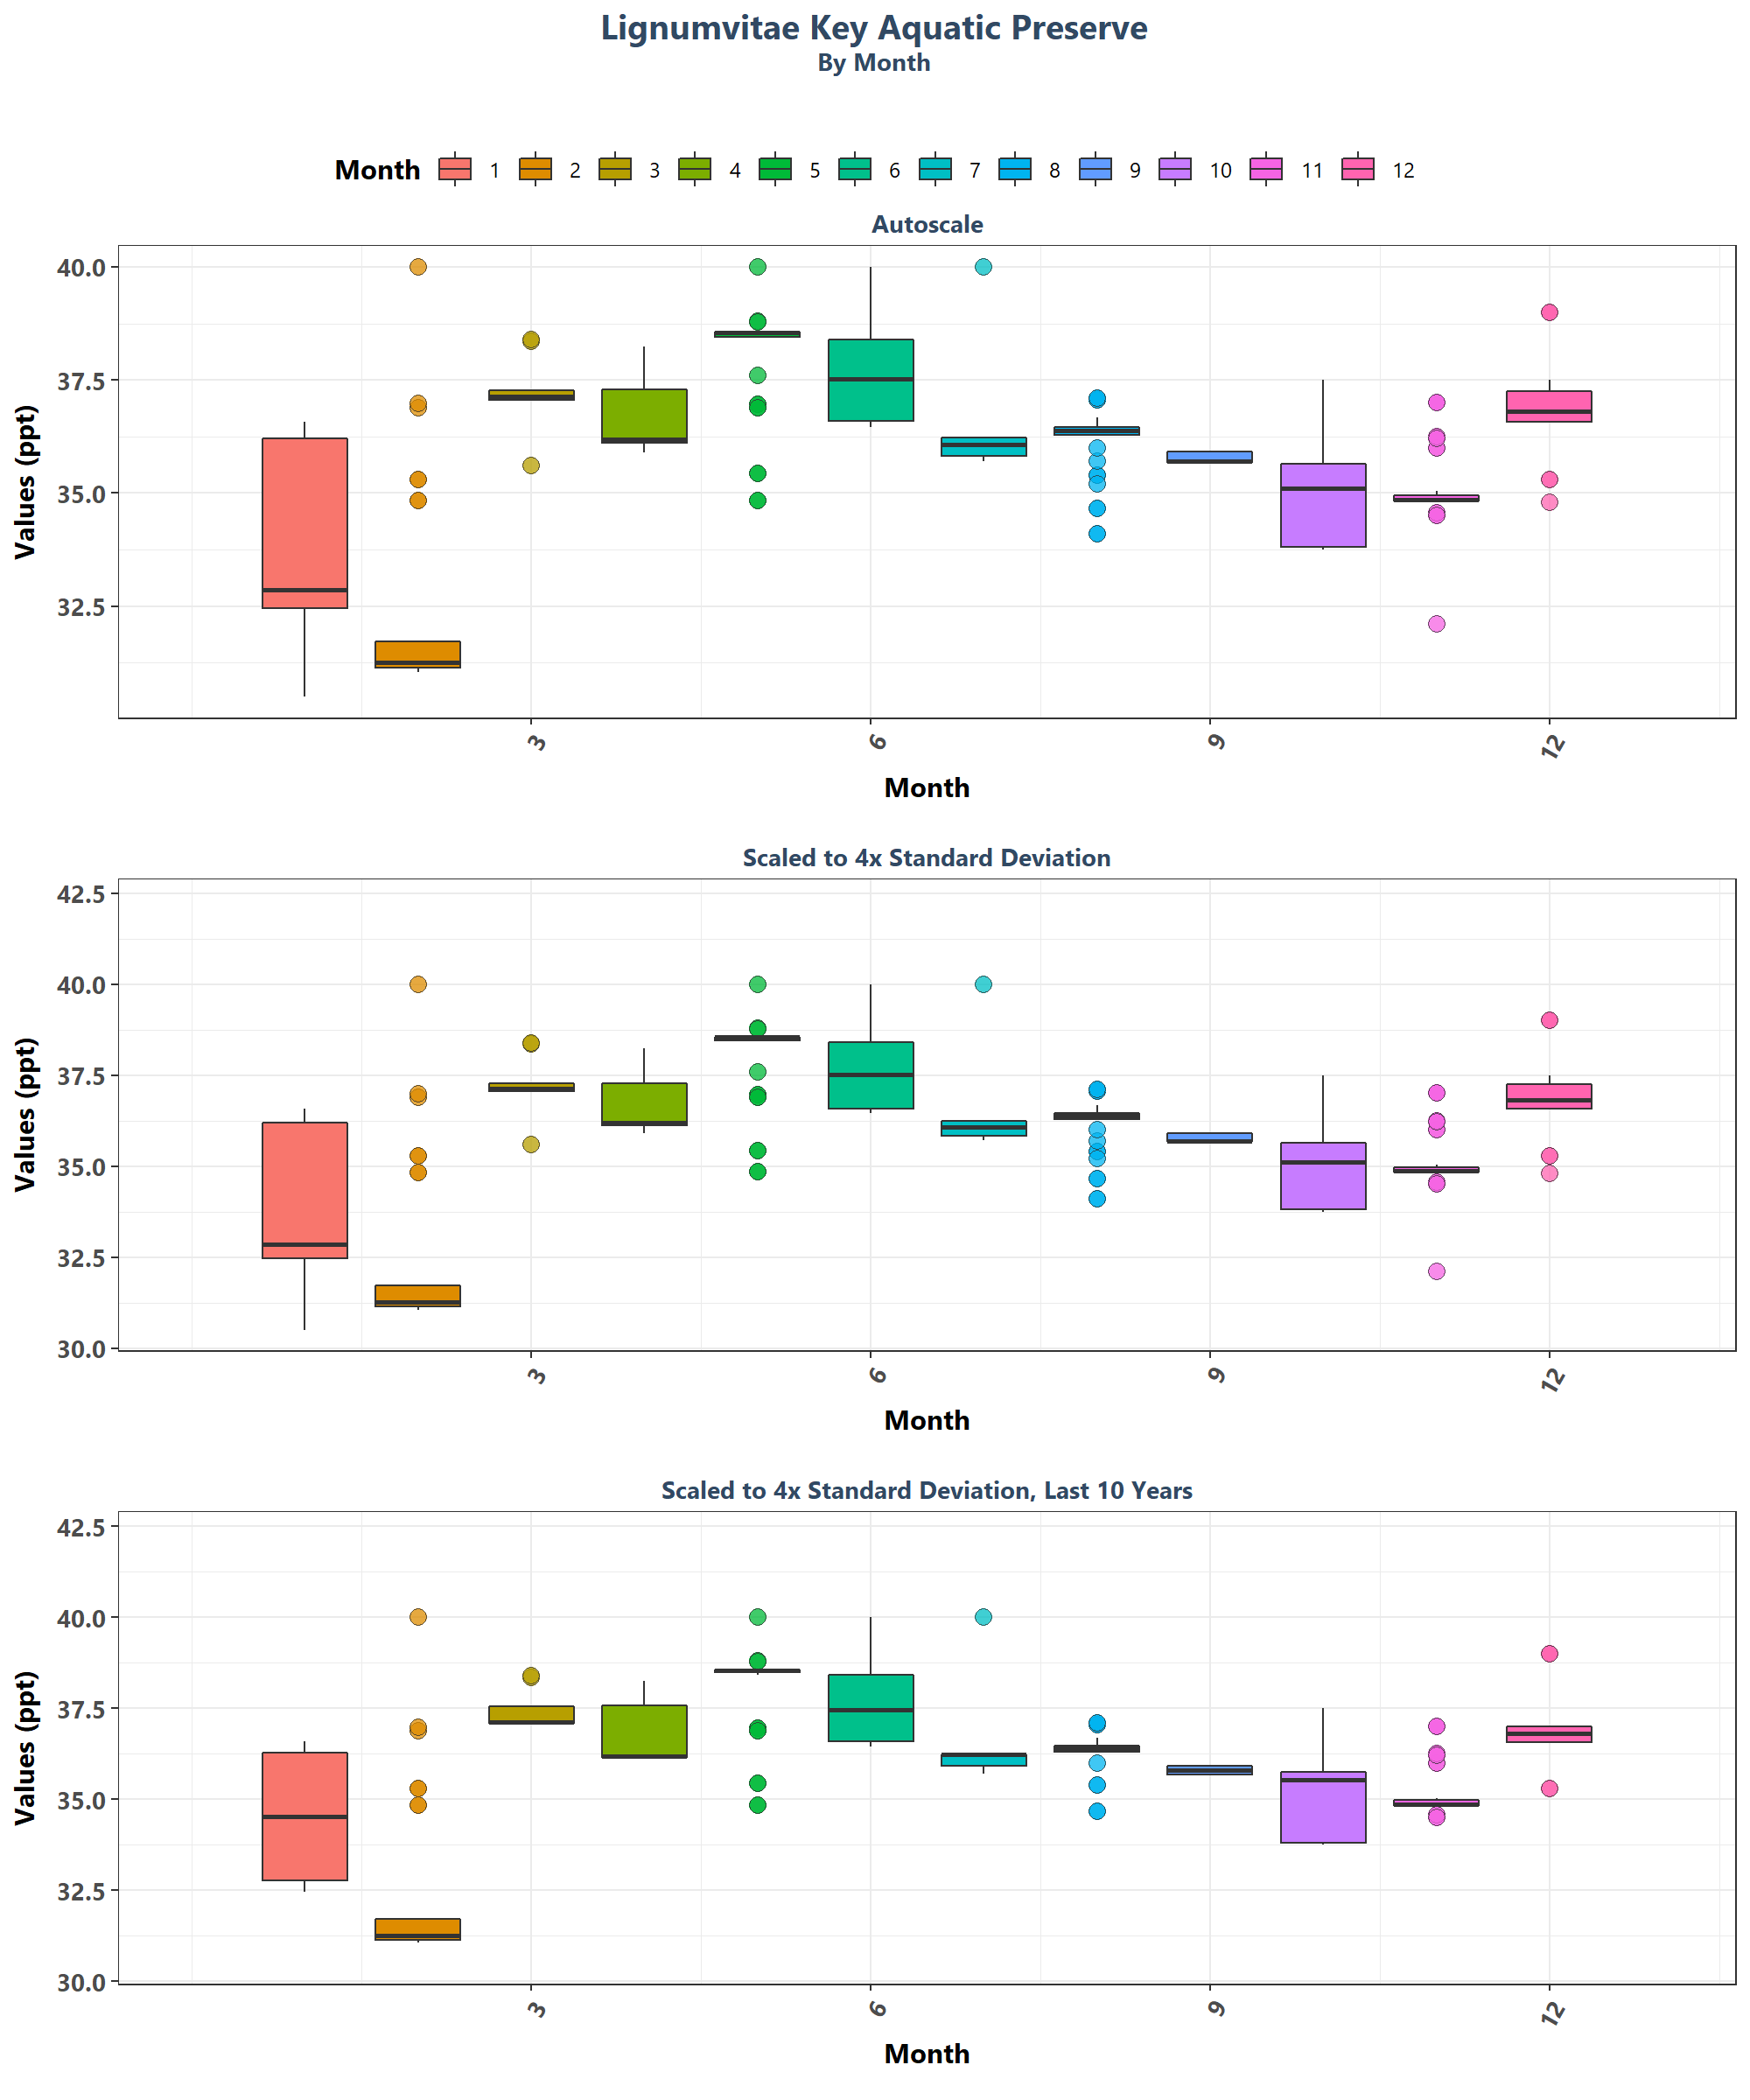 Lignumvitae Key Aquatic Preserve
By Month
Month 1 2 3 4 5 6 7 8 9 10 11 12
Autoscale
Values (ppt)
40.0
37.5
35.0
32.5
3 6 9 12
Month
Scaled to 4x Standard Deviation
Values (ppt)
42.5
40.0
37.5
35.0
32.5
30.0
3 6 9 12
Month
Scaled to 4x Standard Deviation, Last 10 Years
Values (ppt)
42.5
40.0
37.5
35.0
32.5
30.0
3 6 9 12
Month